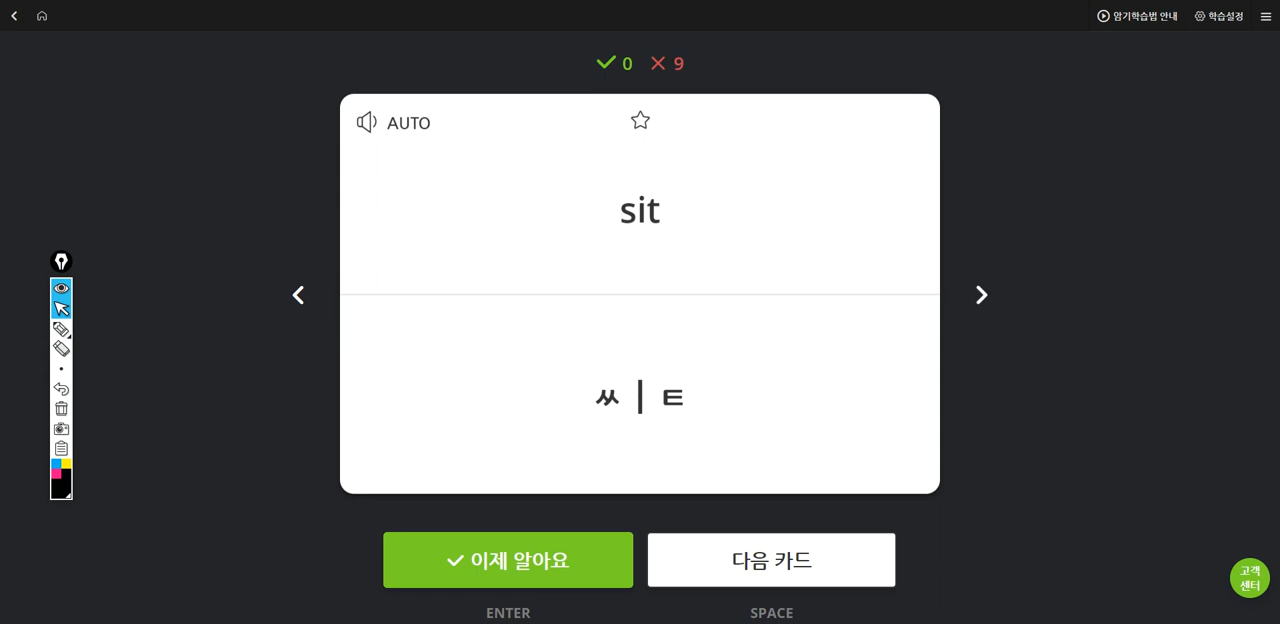 암기학습법 안내 학습설정
0 9
AUTO
sit
ㅆ ㅣ ㅌ
이제 알아요 다음 카드
ENTER SPACE
고객
센터